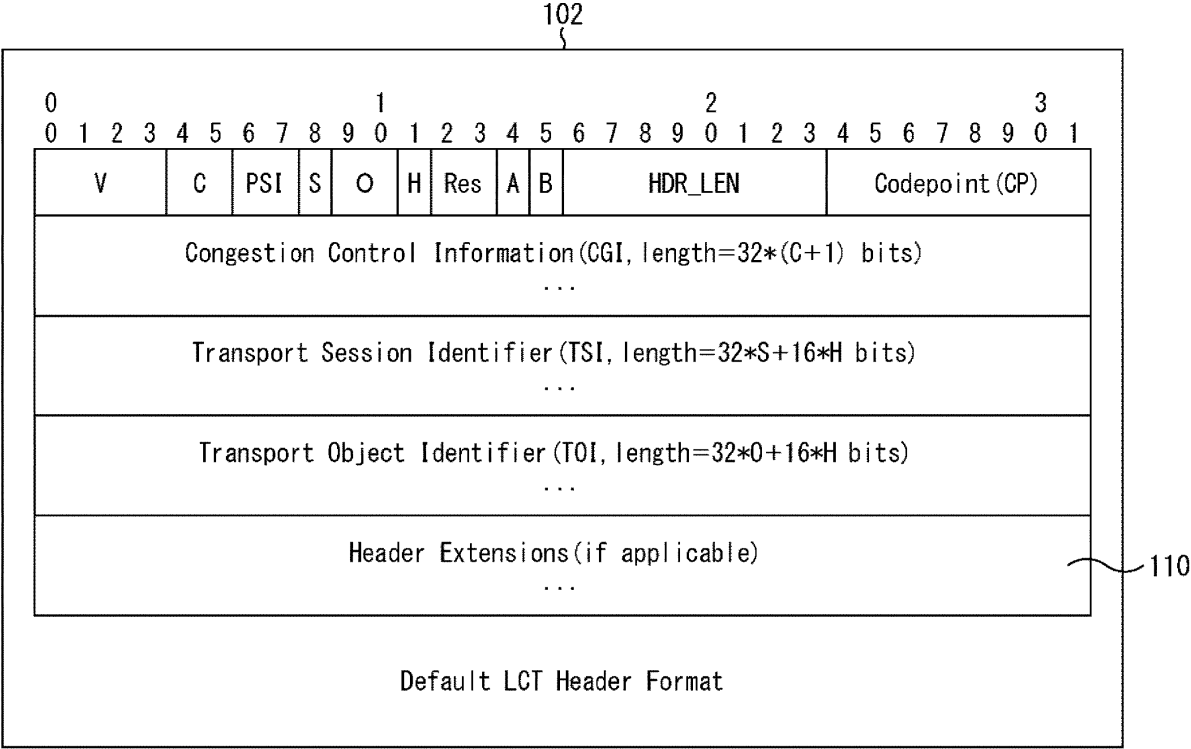 102
0 1 2 3
0 1 2 3 4 5 6 7 8 9 0 1 2 3 4 5 6 7 8 9 0 1 2 3 4 5 6 7 8 9 0 1
V C PSI S O H Res A B HDR_LEN Codepoint(CP)
Congestion Control Information(CGI,length=32*(C+1) bits)
...
Transport Session Identifier(TSI,length=32*S+16*H bits)
...
Transport Object Identifier(TOI,length=32*O+16*H bits)
...
Header Extensions(if applicable)
...
110
Default LCT Header Format